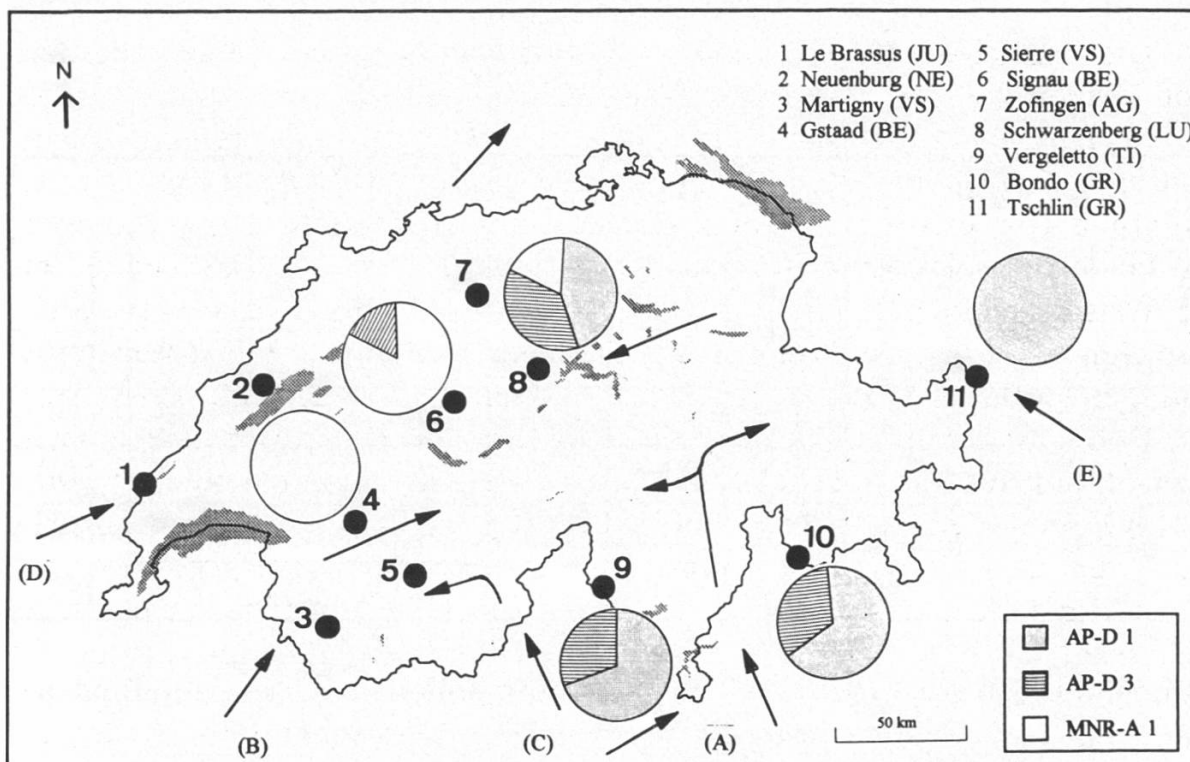 N
1 Le Brassus (JU)
2 Neuenburg (NE)
3 Martigny (VS)
4 Gstaad (BE)
5 Sierre (VS)
6 Signau (BE)
7 Zofingen (AG)
8 Schwarzenberg (LU)
9 Vergeletto (TI)
10 Bondo (GR)
11 Tschlin (GR)
7
8
2
6
11
1
4
(E)
10
5
9
(D)
3
AP-D 1
AP-D 3
MNR-A 1
50 km
(B)
(C)
(A)